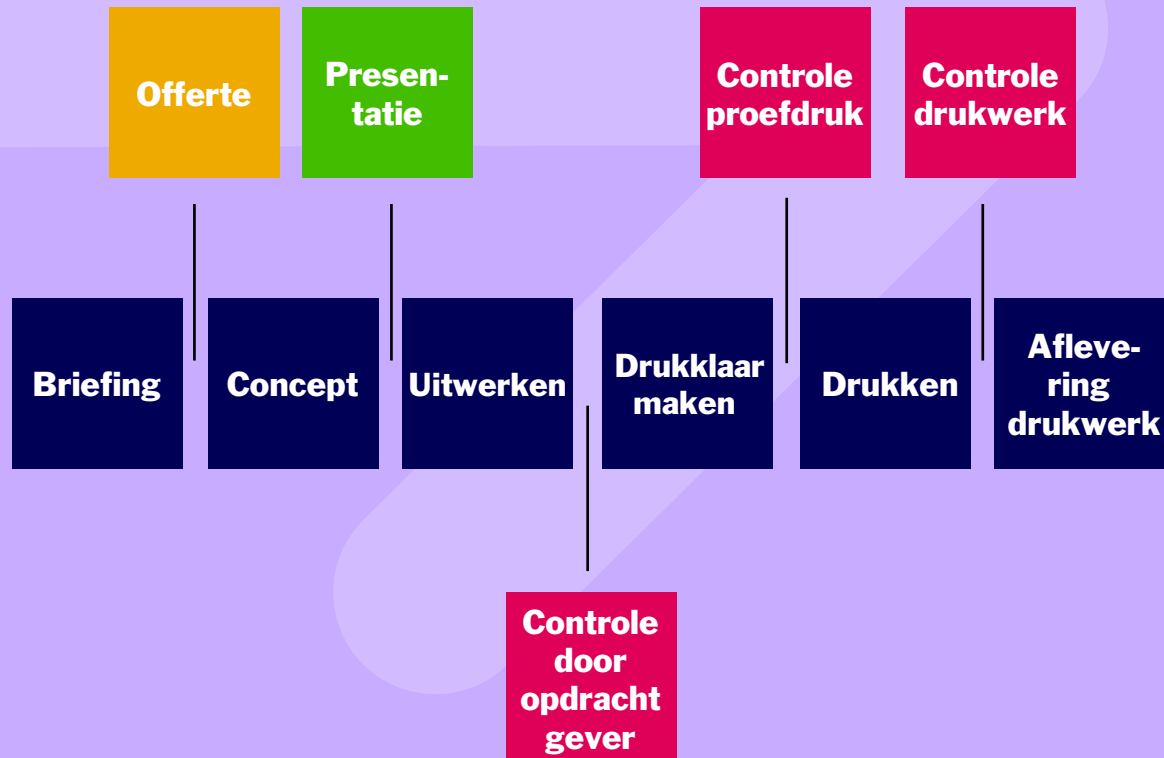 Offerte
Presen-
tatie
Controle
proefdruk
Controle
drukwerk
Briefing
Concept
Uitwerken
Drukklaar
maken
Drukken
Afleve-
ring
drukwerk
Controle
door
opdracht
gever